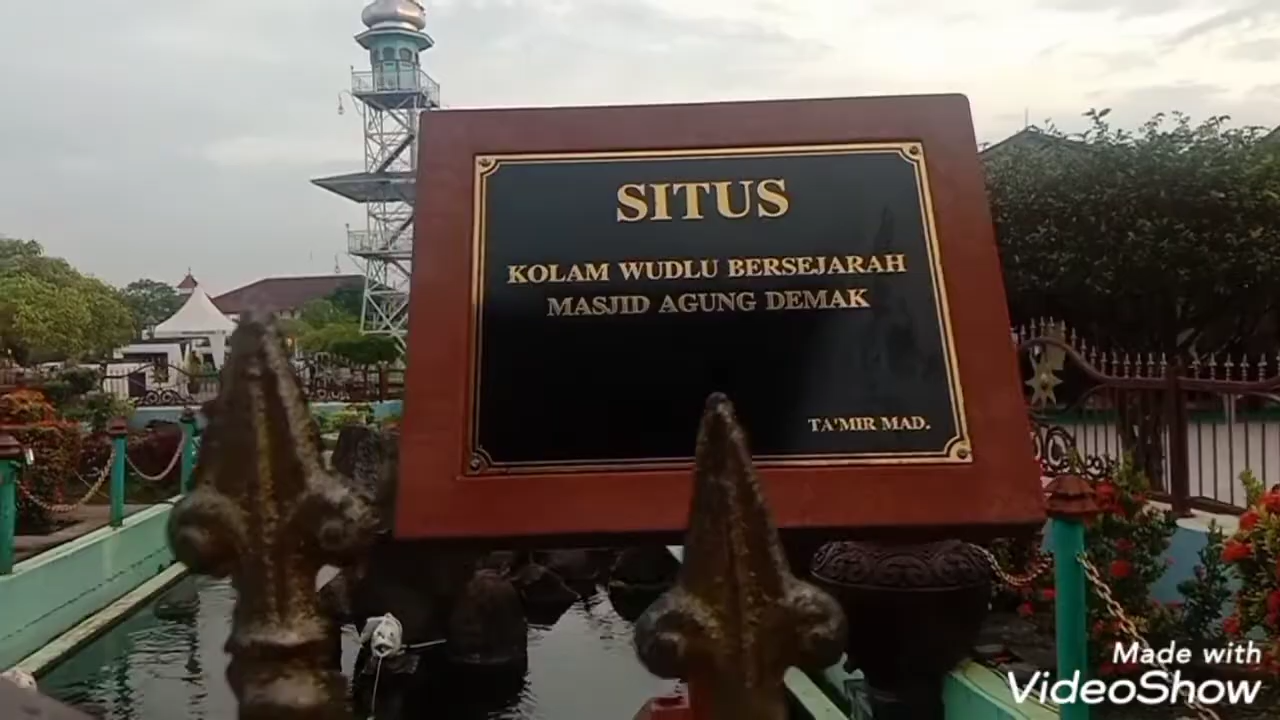 SITUS
KOLAM WUDLU BERSEJARAH
MASJID AGUNG DEMAK
TA'MIR MAD.
Made with
VideoShow